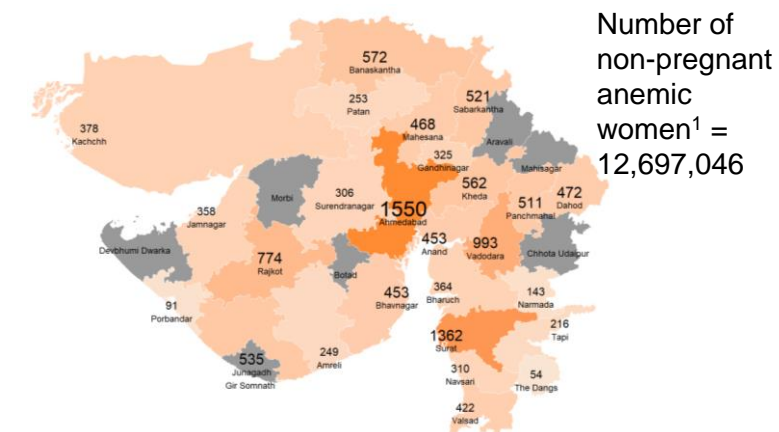 Number of
non-pregnant
anemic
women¹ =
12,697,046
572
Banaskantha
253
Patan
521
Sabarkantha
378
Kachchh
468
Mahesana
Aravali
325
Gandhinagar
Mahisagar
562
Kheda
511
Panchmahal
472
Dahod
306
Surendranagar
Morbi
358
Jamnagar
1550
Ahmedabad
453
Anand
993
Vadodara
Chhota Udaipur
Devbhumi Dwarka
774
Rajkot
Botad
91
Porbandar
453
Bhavnagar
364
Bharuch
143
Narmada
216
Tapi
1362
Surat
535
Junagadh
Gir Somnath
249
Amreli
310
Navsari
54
The Dangs
422
Valsad